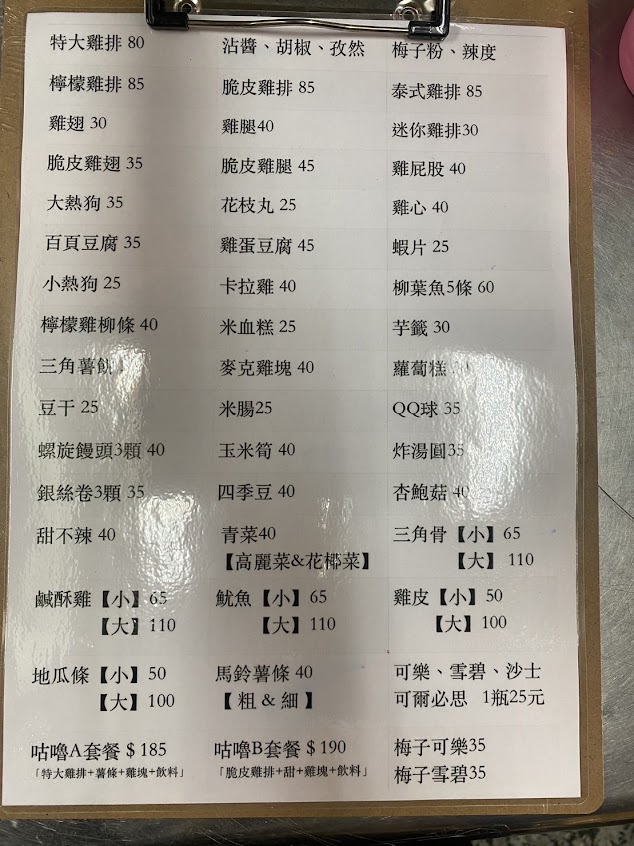 特大雞排 80 沾醬、胡椒、孜然 梅子粉、辣度
檸檬雞排 85 脆皮雞排 85 泰式雞排 85
雞翅 30 雞腿40 迷你雞排30
脆皮雞翅 35 脆皮雞腿 45 雞屁股 40
大熱狗 35 花枝丸 25 雞心 40
百頁豆腐 35 雞蛋豆腐 45 蝦片 25
小熱狗 25 卡拉雞 40 柳葉魚5條 60
檸檬雞柳條 40 米血糕 25 芋籤 30
三角薯餅 麥克雞塊 40 蘿蔔糕
豆干 25 米腸25 QQ球 35
螺旋饅頭3顆 40 玉米筍 40 炸湯圓35
銀絲卷3顆 35 四季豆 40 杏鮑菇 40
甜不辣 40 青菜40 三角骨【小】65
【高麗菜&花椰菜】 【大】 110
鹹酥雞【小】65 魷魚【小】65 雞皮【小】50
【大】110 【大】110 【大】100
地瓜條【小】50 馬鈴薯條 40 可樂、雪碧、沙士
【大】100 【 粗 & 細 】 可爾必思 1瓶25元
咕嚕A套餐 $ 185 咕嚕B套餐 $ 190 梅子可樂35
「特大雞排+薯條+雞塊+飲料」 「脆皮雞排+甜+雞塊+飲料」 梅子雪碧35